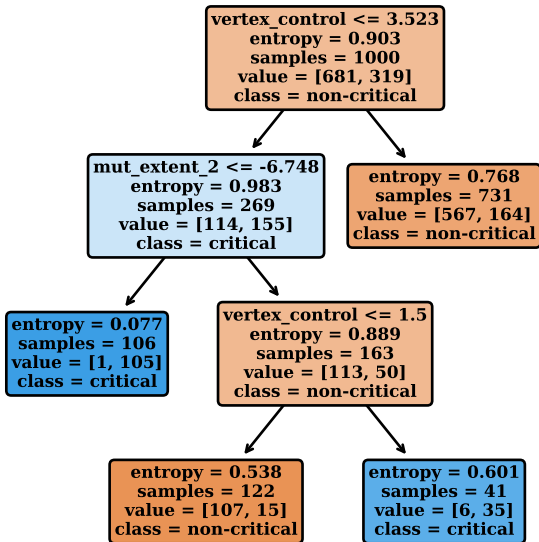 vertex_control <= 3.523
entropy = 0.903
samples = 1000
value = [681, 319]
class = non-critical
mut_extent_2 <= -6.748
entropy = 0.983
samples = 269
value = [114, 155]
class = critical
entropy = 0.768
samples = 731
value = [567, 164]
class = non-critical
entropy = 0.077
samples = 106
value = [1, 105]
class = critical
vertex_control <= 1.5
entropy = 0.889
samples = 163
value = [113, 50]
class = non-critical
entropy = 0.538
samples = 122
value = [107, 15]
class = non-critical
entropy = 0.601
samples = 41
value = [6, 35]
class = critical